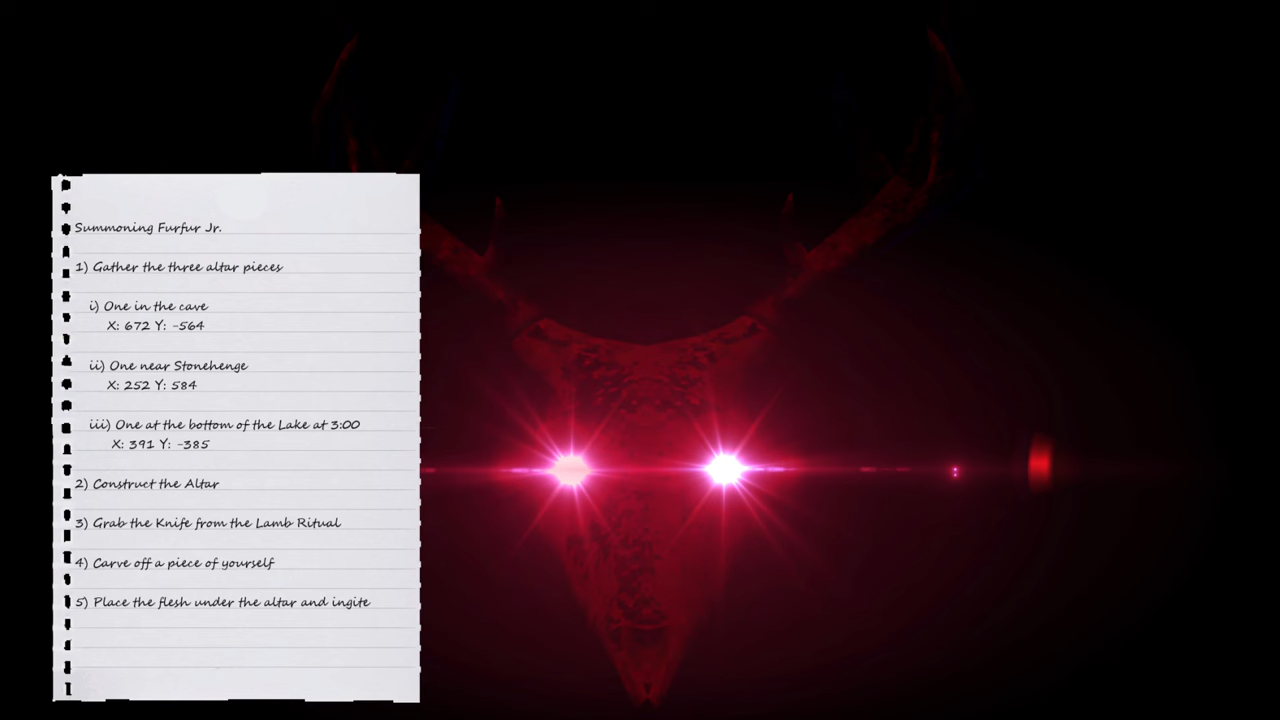 Summoning Furfur Jr.
1) Gather the three altar pieces
i) One in the cave
X: 672 Y: -564
ii) One near Stonehenge
X: 252 Y: 584
iii) One at the bottom of the Lake at 3:00
X: 391 Y: -385
2) Construct the Altar
3) Grab the Knife from the Lamb Ritual
4) Carve off a piece of yourself
5) Place the flesh under the altar and ingite